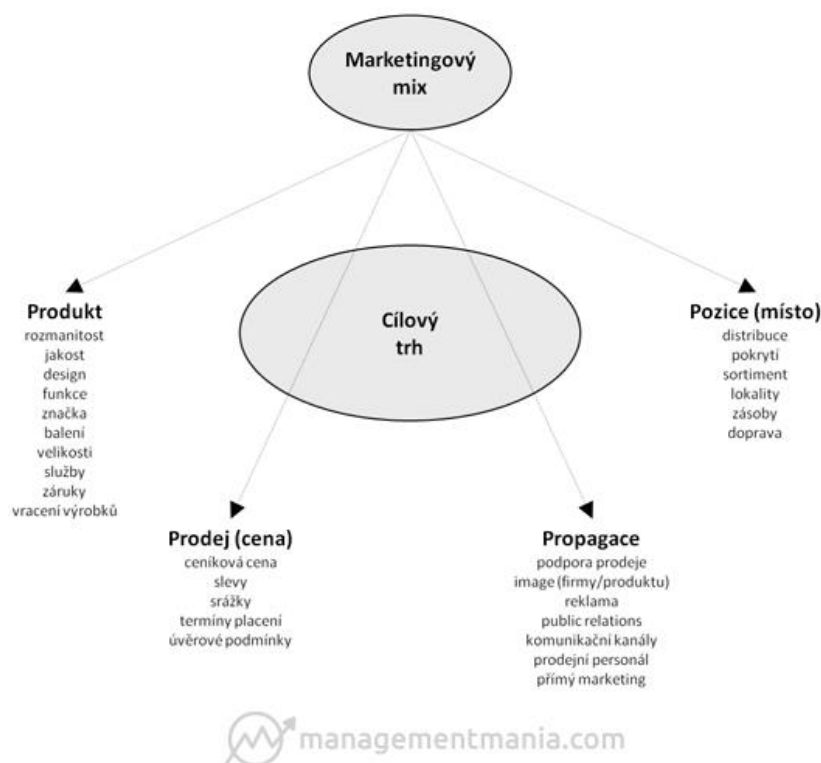 Marketingový
mix
Cílový
trh
Produkt
rozmanitost
jakost
design
funkce
značka
balení
velikosti
služby
záruky
vracení výrobků
Prodej (cena)
ceníková cena
slevy
srážky
termíny placení
úvěrové podmínky
Propagace
podpora prodeje
image (firmy/produktu)
reklama
public relations
komunikační kanály
prodejní personál
přímý marketing
Pozice (místo)
distribuce
pokrytí
sortiment
lokality
zásoby
doprava
managementmania.com